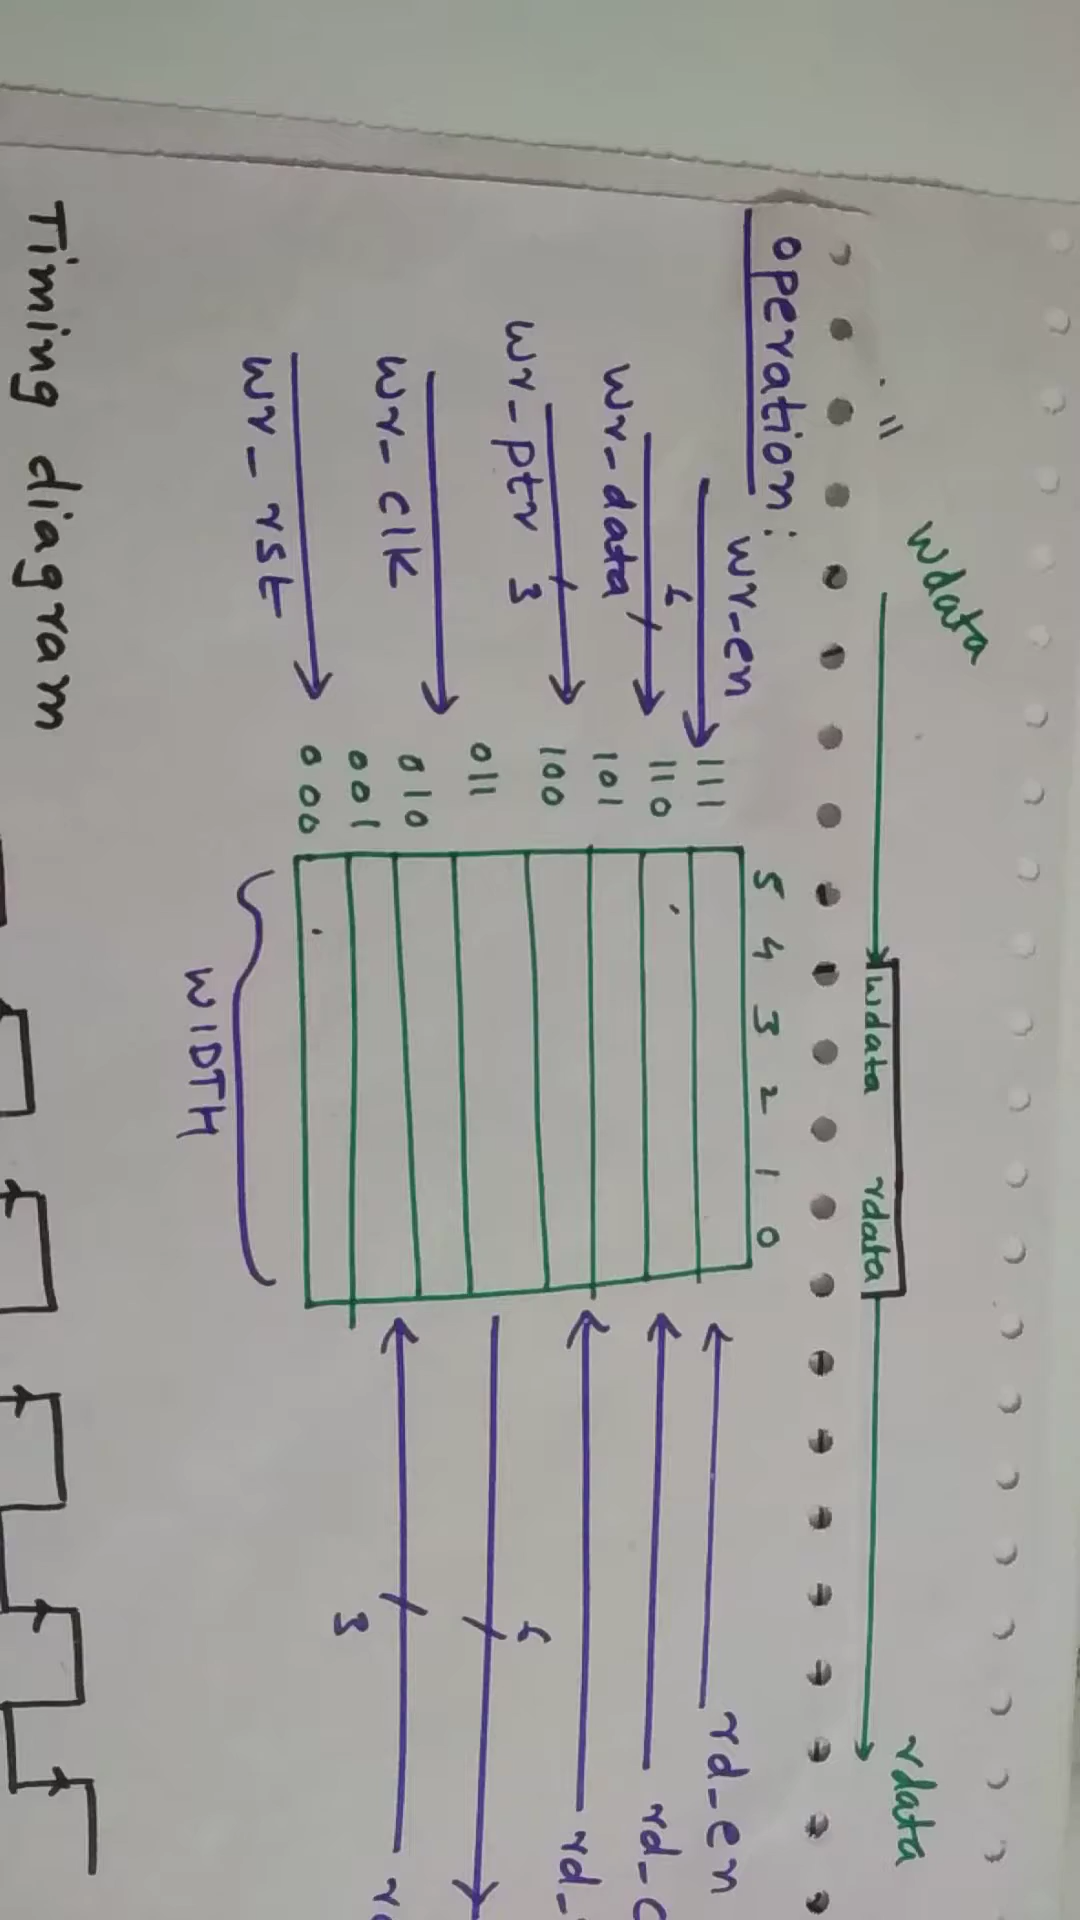 wdata
wdata rdata
rdata
operation:
5 4 3 2 1 0
wr-en
111
rd-en
6
wr-data
110
101
wr-ptr
3
100
6
011
wr-clk
010
3
001
wr-rst
000
WIDTH
Timing diagram